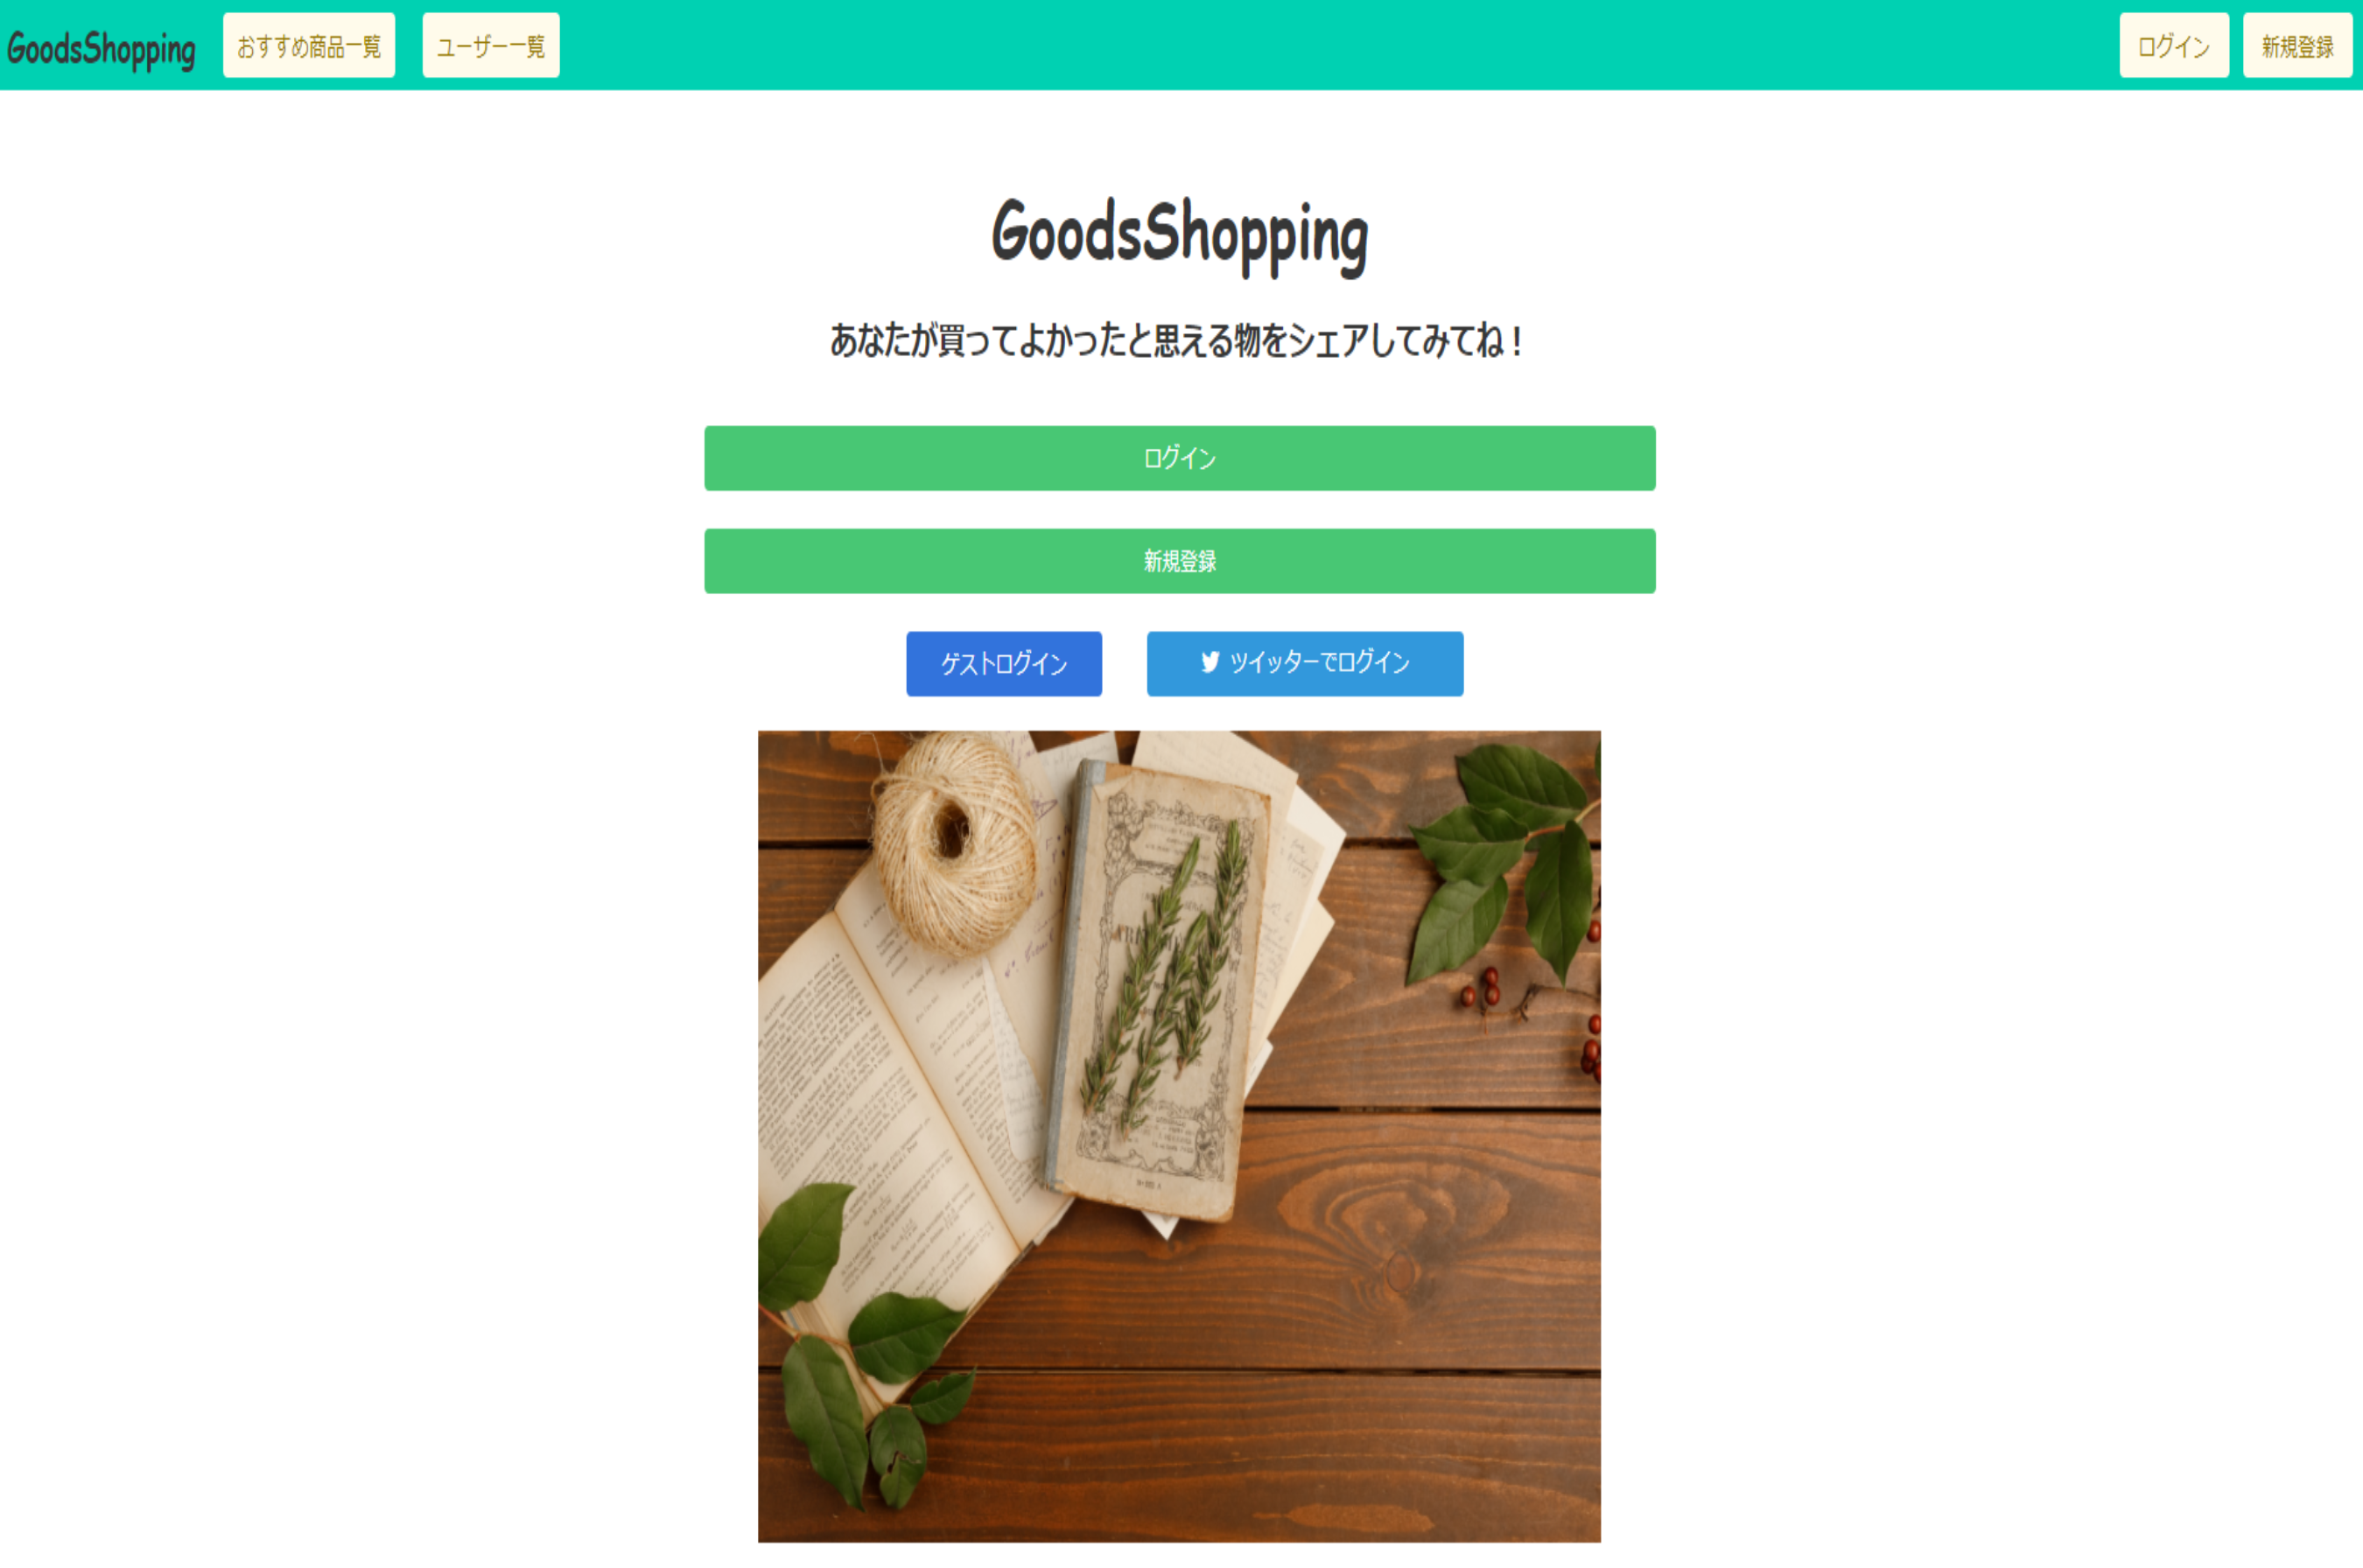 GoodsShopping おすすめ商品一覧 ユーザー一覧 ログイン 新規登録
GoodsShopping
あなたが買ってよかったと思える物をシェアしてみてね！
ログイン
新規登録
ゲストログイン ツイッターでログイン